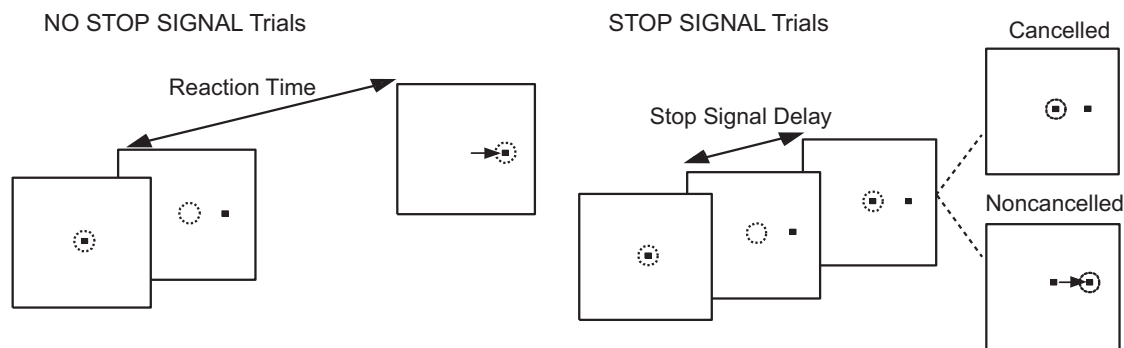 NO STOP SIGNAL Trials
Reaction Time
STOP SIGNAL Trials
Stop Signal Delay
Cancelled
Noncancelled